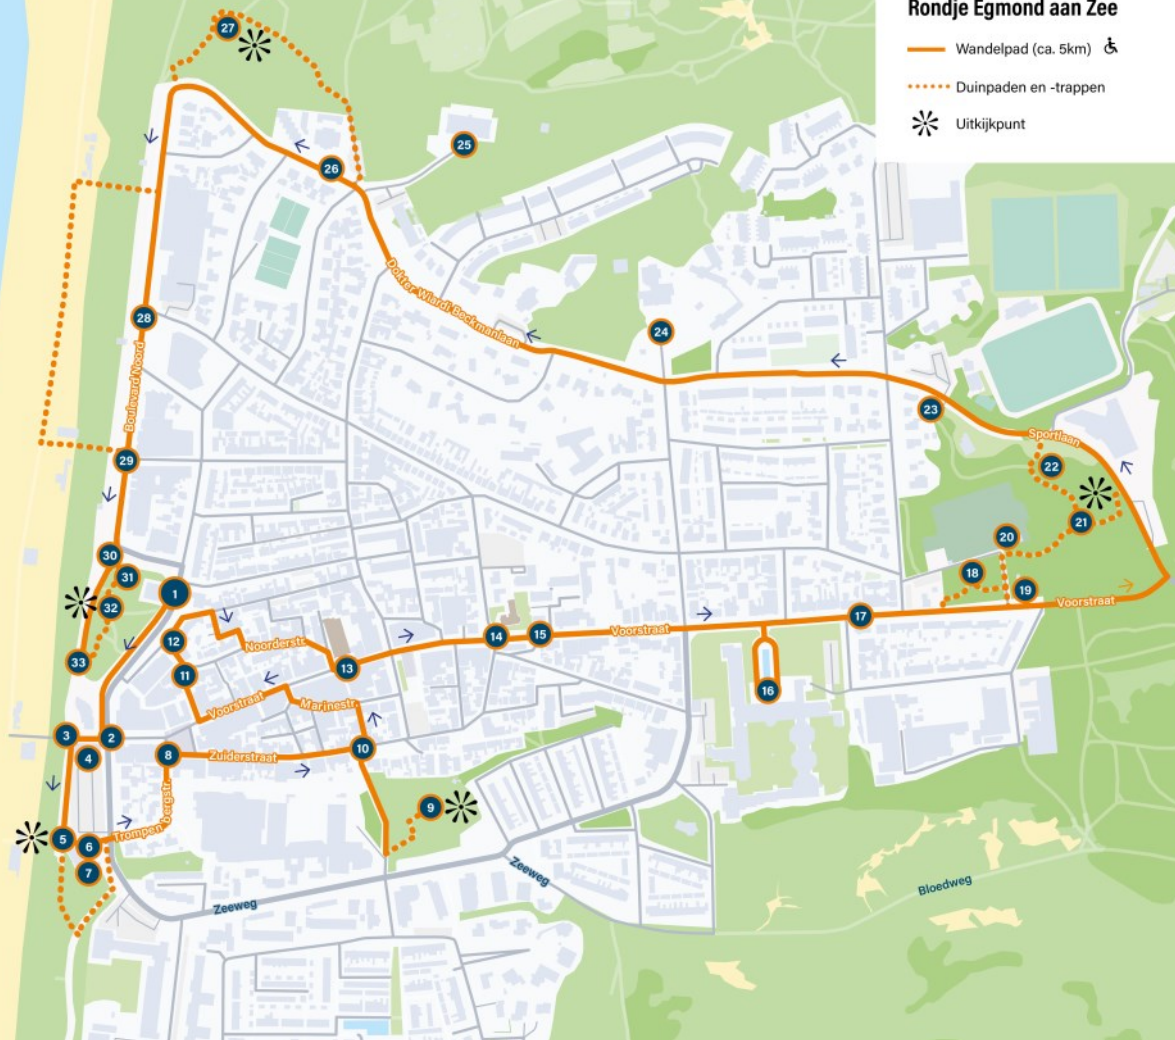 Rondje Egmond aan Zee
Wandelpad (ca. 5km)
Duinpaden en -trappen
Uitkijkpunt
27
25
26
Dokter Wiardi Beckmanlaan
28
24
Boulevard Noord
23
Sportlaan
29
22
21
20
30
31
1
18
19
32
Voorstraat
17
12
Noorderstr.
14
15
Voorstraat
33
13
11
16
Voorstraat
Marinestr.
3
2
4
8
Zuiderstraat
10
9
5
6
Trompenbergstr.
7
Zeeweg
Bloedweg
Zeeweg